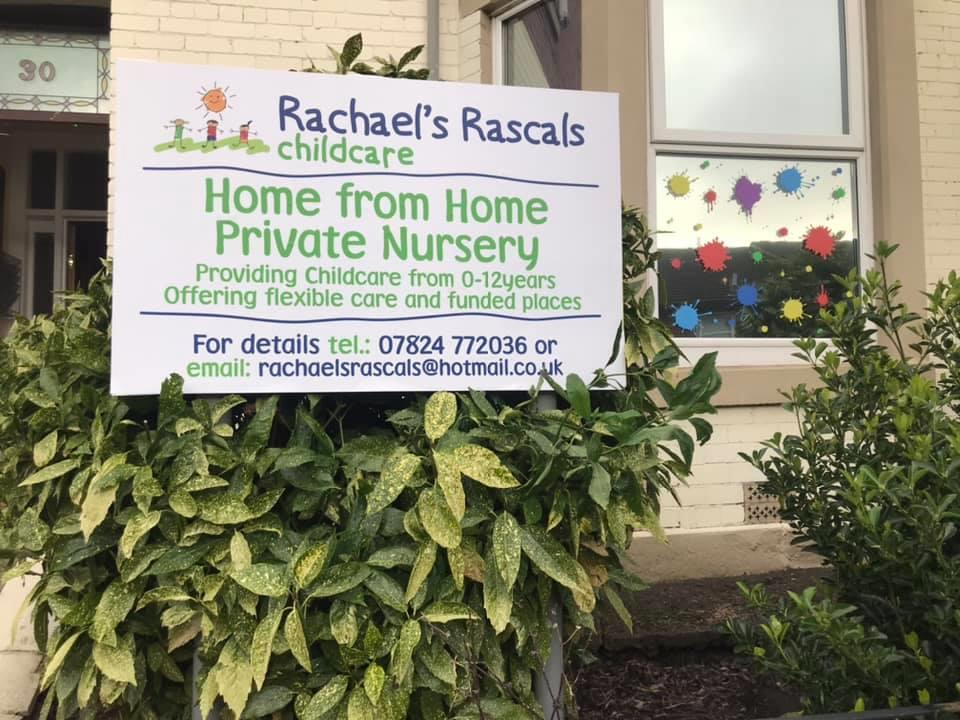 30
Rachael's Rascals
childcare
Home from Home
Private Nursery
Providing Childcare from 0-12years
Offering flexible care and funded places
For details tel.: 07824 772036 or
email: rachaelsrascals@hotmail.co.uk